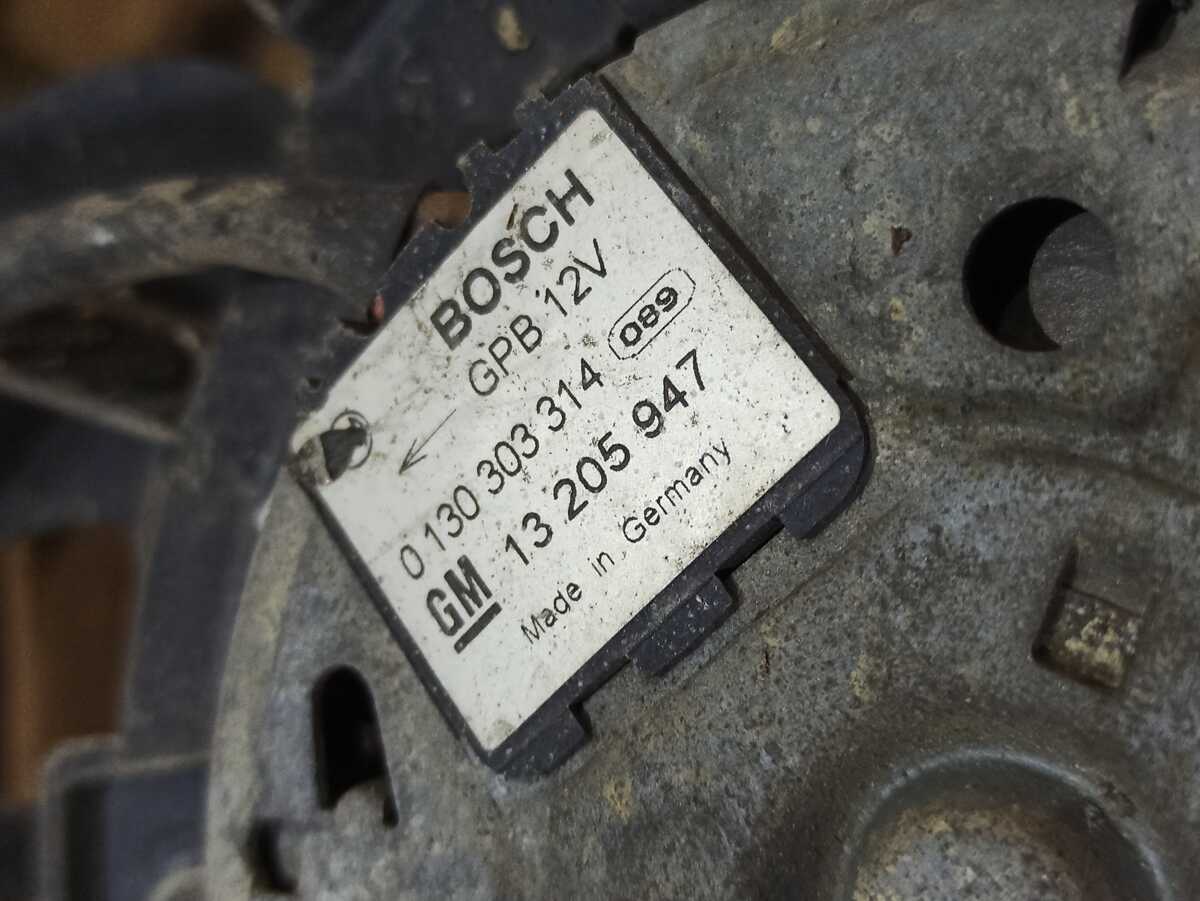 BOSCH
GPB 12V
0 130 303 314 089
GM 13 205 947
Made in Germany